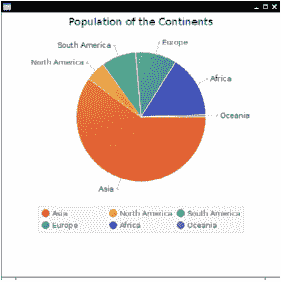 Population of the Continents
South America
Europe
North America
Africa
Oceania
Asia
Asia North America South America
Europe Africa Oceania